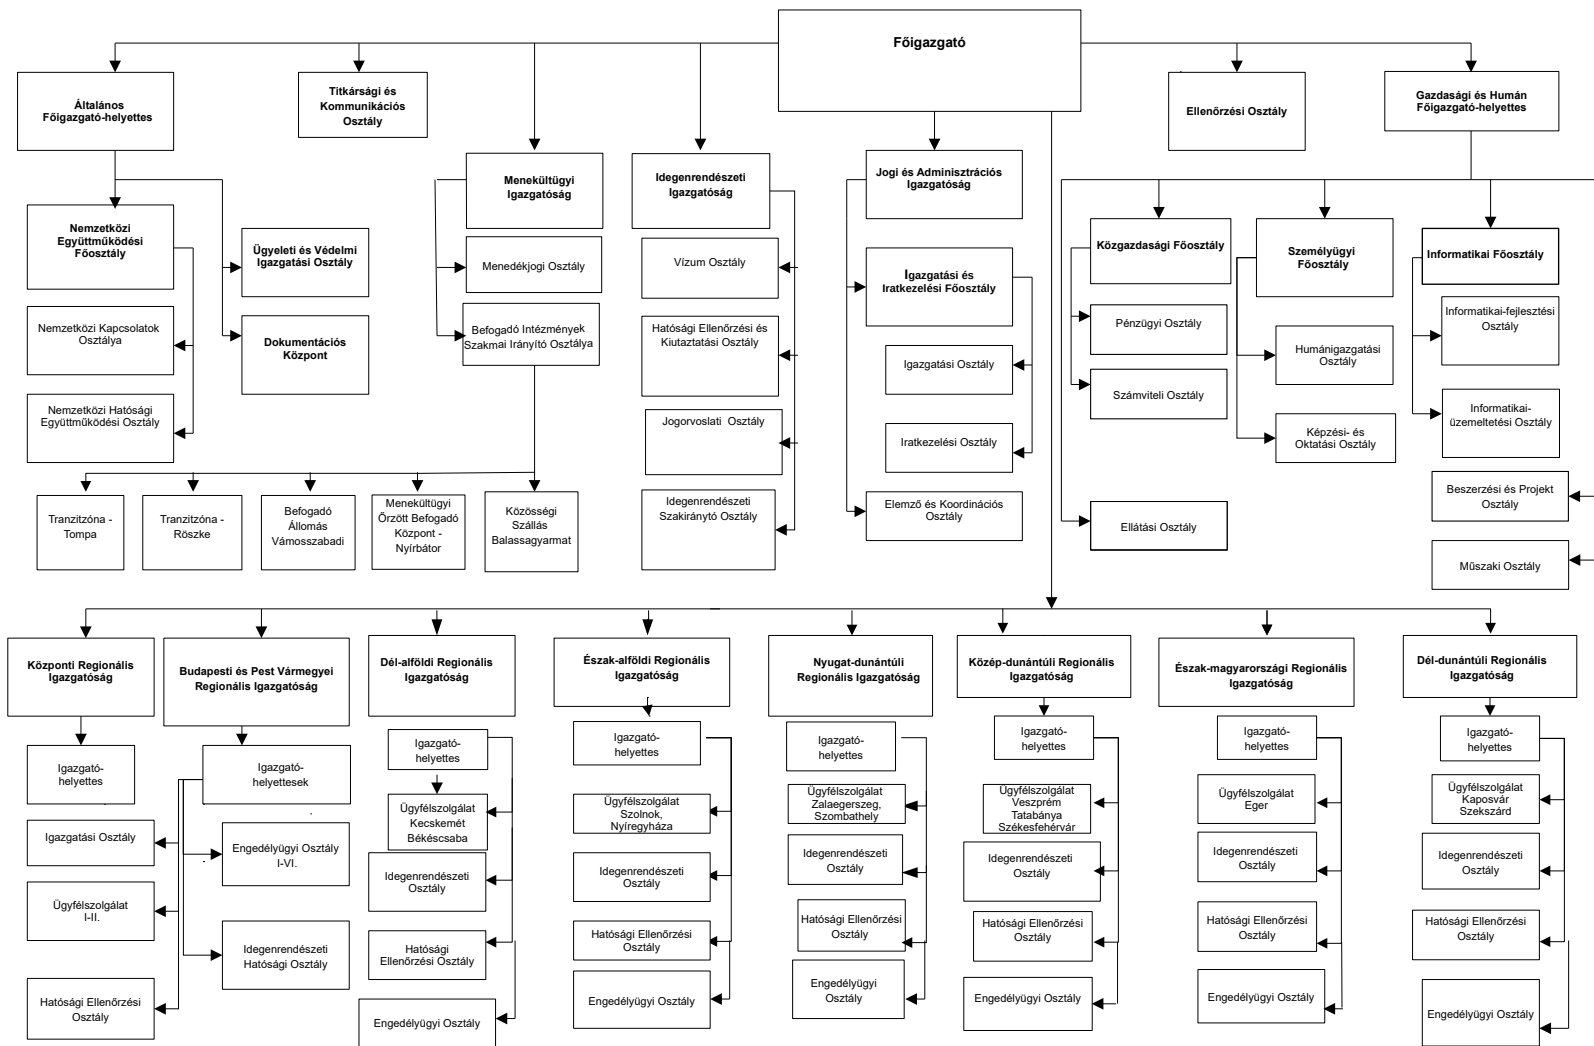 Főigazgató
Általános
Főigazgató-helyettes
Titkársági és
Kommunikációs
Osztály
Ellenőrzési Osztály
Gazdasági és Humán
Főigazgató-helyettes
Menekültügyi
Igazgatóság
Idegenrendészeti
Igazgatóság
Jogi és Adminisztrációs
Igazgatóság
Nemzetközi
Együttműködési
Főosztály
Ügyeleti és Védelmi
Igazgatási Osztály
Menedékjogi Osztály
Vízum Osztály
Igazgatási és
Iratkezelési Főosztály
Közgazdasági Főosztály
Személyügyi
Főosztály
Informatikai Főosztály
Nemzetközi Kapcsolatok
Osztálya
Dokumentációs
Központ
Befogadó Intézmények
Szakmai Irányító Osztálya
Hatósági Ellenőrzési és
Kiutaztatási Osztály
Igazgatási Osztály
Pénzügyi Osztály
Humánigazgatási
Osztály
Informatikai-fejlesztési
Osztály
Nemzetközi Hatósági
Együttműködési Osztály
Jogorvoslati Osztály
Iratkezelési Osztály
Számviteli Osztály
Képzési- és
Oktatási Osztály
Informatikai-
üzemeltetési Osztály
Tranzitzóna -
Tompa
Tranzitzóna -
Röszke
Befogadó
Állomás
Vámosszabadi
Menekültügyi
Őrzött Befogadó
Központ -
Nyírbátor
Közösségi
Szállás
Balassagyarmat
Idegenrendészeti
Szakiránytó Osztály
Elemző és Koordinációs
Osztály
Ellátási Osztály
Beszerzési és Projekt
Osztály
Műszaki Osztály
Központi Regionális
Igazgatóság
Budapesti és Pest Vármegyei
Regionális Igazgatóság
Dél-alföldi Regionális
Igazgatóság
Észak-alföldi Regionális
Igazgatóság
Nyugat-dunántúli
Regionális Igazgatóság
Közép-dunántúli Regionális
Igazgatóság
Észak-magyarországi Regionális
Igazgatóság
Dél-dunántúli Regionális
Igazgatóság
Igazgató-
helyettes
Igazgató-
helyettesek
Igazgató-
helyettes
Igazgató-
helyettes
Igazgató-
helyettes
Igazgató-
helyettes
Igazgató-
helyettes
Igazgató-
helyettes
Igazgatási Osztály
Engedélyügyi Osztály
I-VI.
Ügyfélszolgálat
Kecskemét
Békéscsaba
Ügyfélszolgálat
Szolnok,
Nyíregyháza
Ügyfélszolgálat
Zalaegerszeg,
Szombathely
Ügyfélszolgálat
Veszprém
Tatabánya
Székesfehérvár
Ügyfélszolgálat
Eger
Ügyfélszolgálat
Kaposvár
Szekszárd
Ügyfélszolgálat
I-II.
Idegenrendészeti
Hatósági Osztály
Idegenrendészeti
Osztály
Idegenrendészeti
Osztály
Idegenrendészeti
Osztály
Idegenrendészeti
Osztály
Idegenrendészeti
Osztály
Idegenrendészeti
Osztály
Hatósági Ellenőrzési
Osztály
Hatósági
Ellenőrzési Osztály
Hatósági Ellenőrzési
Osztály
Hatósági Ellenőrzési
Osztály
Hatósági Ellenőrzési
Osztály
Hatósági Ellenőrzési
Osztály
Hatósági Ellenőrzési
Osztály
Engedélyügyi Osztály
Engedélyügyi Osztály
Engedélyügyi
Osztály
Engedélyügyi Osztály
Engedélyügyi Osztály
Engedélyügyi Osztály